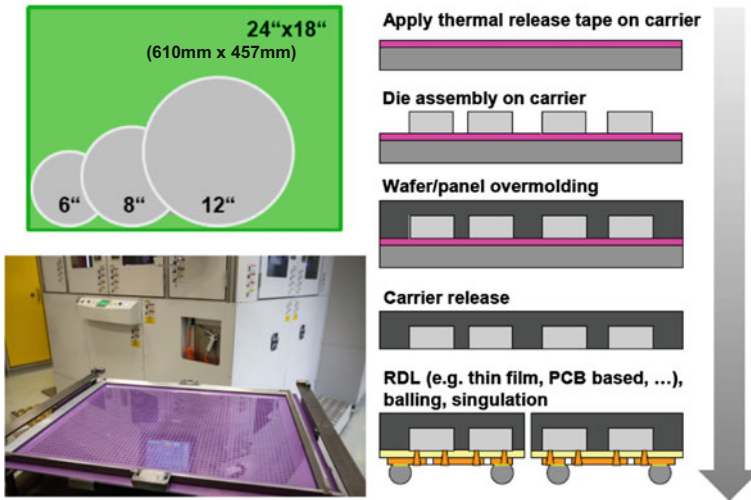 24“x18“
(610mm x 457mm)
6“
8“
12“
Apply thermal release tape on carrier
Die assembly on carrier
Wafer/panel overmolding
Carrier release
RDL (e.g. thin film, PCB based, ...),
balling, singulation